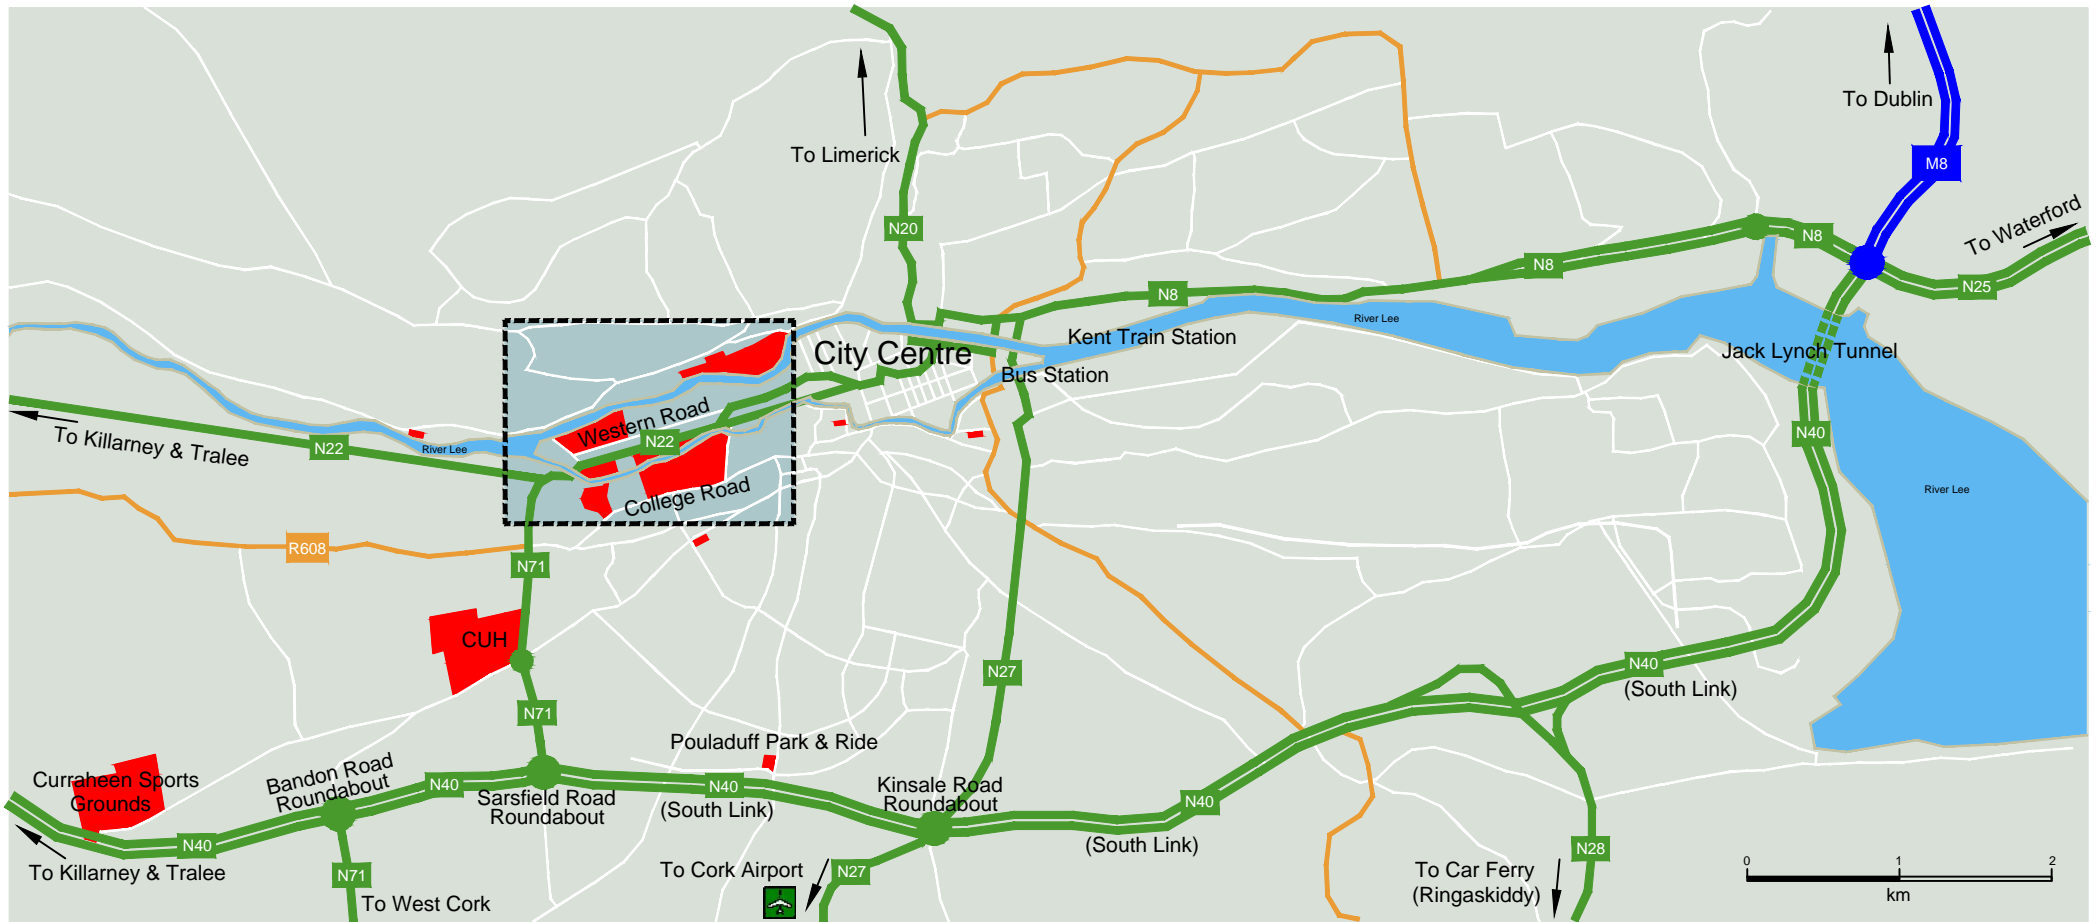 To Dublin
To Limerick
M8
To Waterford
N20
N8
N8
N25
N8
River Lee
Kent Train Station
City Centre
Jack Lynch Tunnel
Bus Station
Western Road
To Killarney & Tralee
N22
River Lee
N22
N40
College Road
River Lee
R608
N71
CUH
N27
N40
(South Link)
N71
Pouladuff Park & Ride
Curraheen Sports
Grounds
Bandon Road
Roundabout
N40
Sarsfield Road
Roundabout
N40
(South Link)
Kinsale Road
Roundabout
N40
(South Link)
N40
To Killarney & Tralee
N71
To West Cork
To Cork Airport
N27
To Car Ferry
(Ringaskiddy)
N28
0 1 2
km